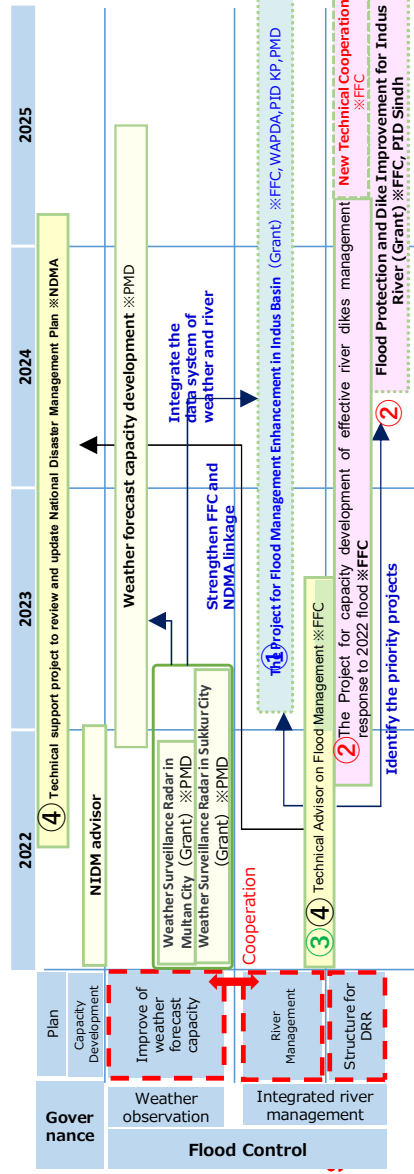 2022
2023
2024
2025
Gover
nance
Plan
Capacity
Development
④ Technical support project to review and update National Disaster Management Plan ※NDMA
NIDM advisor
Flood Control
Weather
observation
Improve of
weather
forecast
capacity
Weather forecast capacity development ※PMD
Weather Surveillance Radar in
Multan City (Grant) ※PMD
Weather Surveillance Radar in Sukkur City
(Grant) ※PMD
Integrate the
data system of
weather and river
Strengthen FFC and
NDMA linkage
Cooperation
Integrated river
management
River
Management
①
The Project for Flood Management Enhancement in Indus Basin (Grant) ※FFC,WAPDA,PID KP,PMD
③ ④ Technical Advisor on Flood Management ※FFC
Structure for
DRR
② The Project for capacity development of effective river dikes management
response to 2022 flood ※FFC
New Technical Cooperation
※FFC
Identify the priority projects
②
Flood Protection and Dike Improvement for Indus
River (Grant) ※FFC, PID Sindh